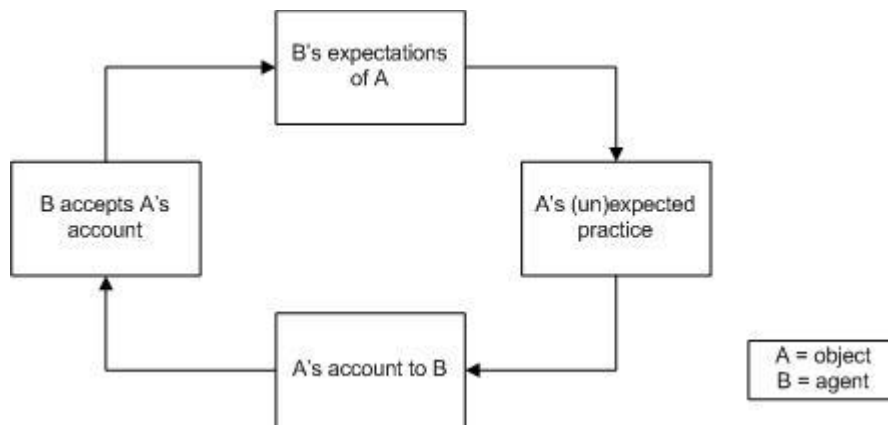 B's expectations
of A
B accepts A's
account
A's (un)expected
practice
A's account to B
A = object
B = agent